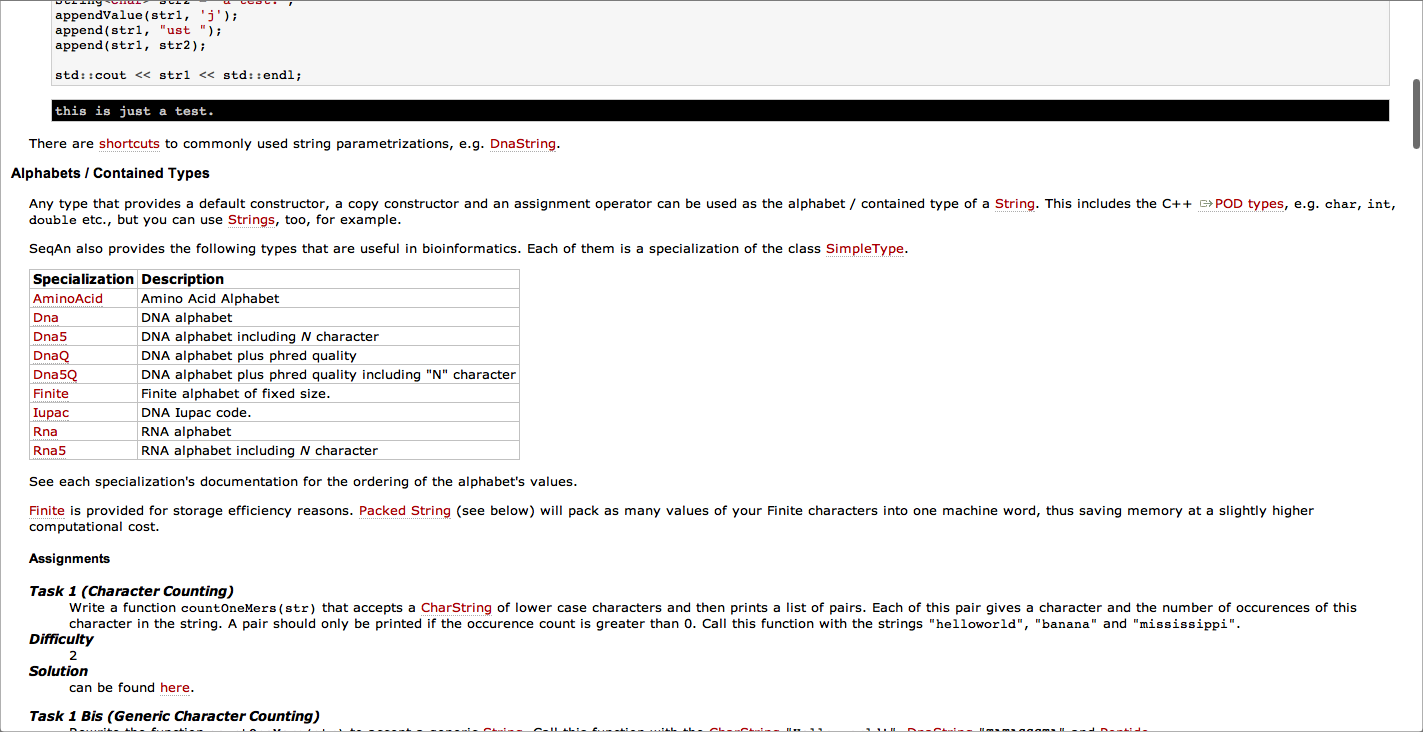 appendValue(str1, 'j');
append(str1, "ust ");
append(str1, str2);
std::cout << str1 << std::endl;
this is just a test.
There are shortcuts to commonly used string parametrizations, e.g. DnaString.
Alphabets / Contained Types
Any type that provides a default constructor, a copy constructor and an assignment operator can be used as the alphabet / contained type of a String. This includes the C++ POD types, e.g. char, int,
double etc., but you can use Strings, too, for example.
SeqAn also provides the following types that are useful in bioinformatics. Each of them is a specialization of the class SimpleType.
Specialization Description
AminoAcid Amino Acid Alphabet
Dna DNA alphabet
Dna5 DNA alphabet including N character
DnaQ DNA alphabet plus phred quality
Dna5Q DNA alphabet plus phred quality including "N" character
Finite Finite alphabet of fixed size.
Iupac DNA Iupac code.
Rna RNA alphabet
Rna5 RNA alphabet including N character
See each specialization's documentation for the ordering of the alphabet's values.
Finite is provided for storage efficiency reasons. Packed String (see below) will pack as many values of your Finite characters into one machine word, thus saving memory at a slightly higher
computational cost.
Assignments
Task 1 (Character Counting)
Write a function countOneMers(str) that accepts a CharString of lower case characters and then prints a list of pairs. Each of this pair gives a character and the number of occurences of this
character in the string. A pair should only be printed if the occurence count is greater than 0. Call this function with the strings "helloworld", "banana" and "mississippi".
Difficulty
2
Solution
can be found here.
Task 1 Bis (Generic Character Counting)